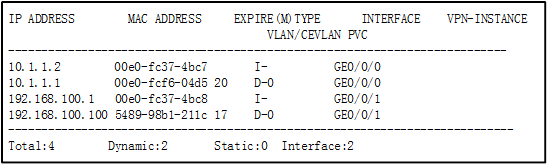 IP ADDRESS MAC ADDRESS EXPIRE(M)TYPE INTERFACE VPN-INSTANCE
VLAN/CEVLAN PVC
------------------------------------------------------------
10.1.1.2 00e0-fc37-4bc7 I- GE0/0/0
10.1.1.1 00e0-fcf6-04d5 20 D-0 GE0/0/0
192.168.100.1 00e0-fc37-4bc8 I- GE0/0/1
192.168.100.100 5489-98b1-211c 17 D-0 GE0/0/1
------------------------------------------------------------
Total:4 Dynamic:2 Static:0 Interface:2